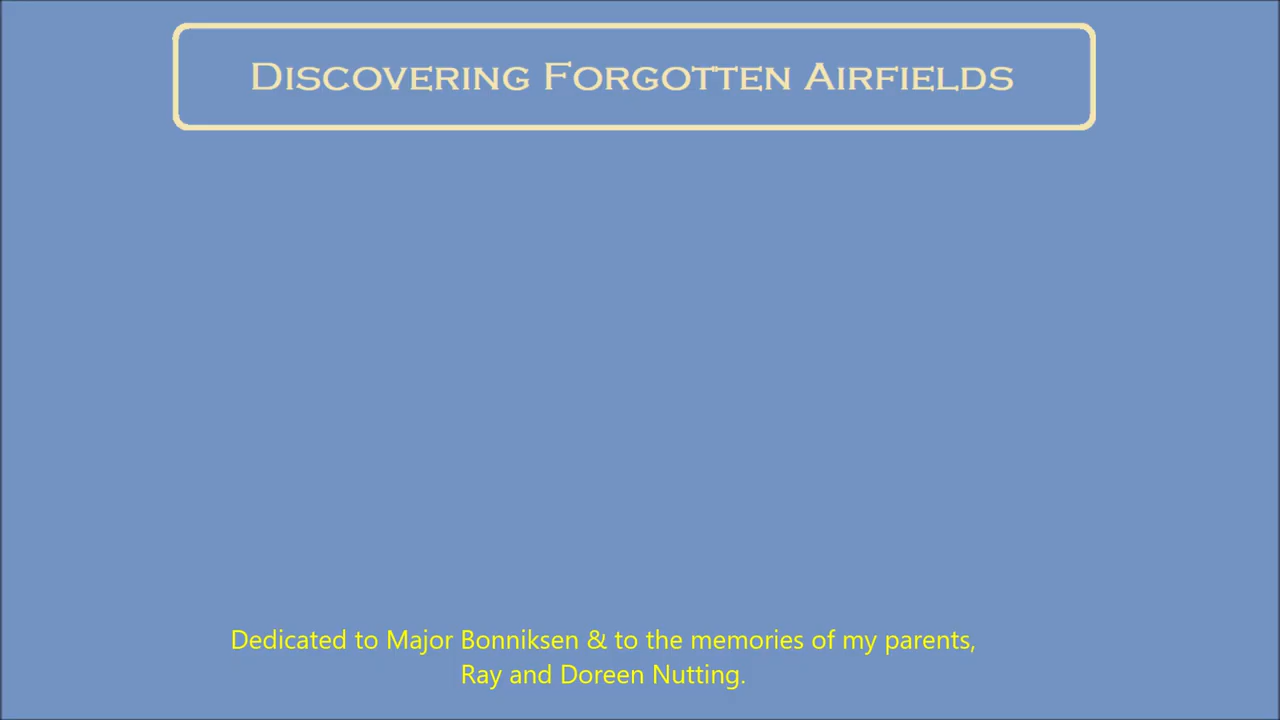 Discovering Forgotten Airfields
Dedicated to Major Bonniksen & to the memories of my parents,
Ray and Doreen Nutting.